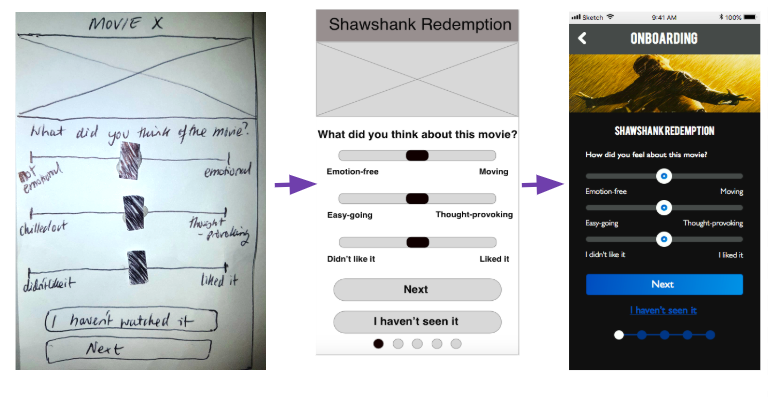 MOVIE X
What did you think of the movie?
not emotional
emotional
chilled out
thought - provoking
didn't like it
liked it
I haven't watched it
Next
Shawshank Redemption
What did you think about this movie?
Emotion-free
Moving
Easy-going
Thought-provoking
Didn't like it
Liked it
Next
I haven't seen it
Sketch
9:41 AM
100%
ONBOARDING
SHAWSHANK REDEMPTION
How did you feel about this movie?
Emotion-free
Moving
Easy-going
Thought-provoking
I didn't like it
I liked it
Next
I haven't seen it